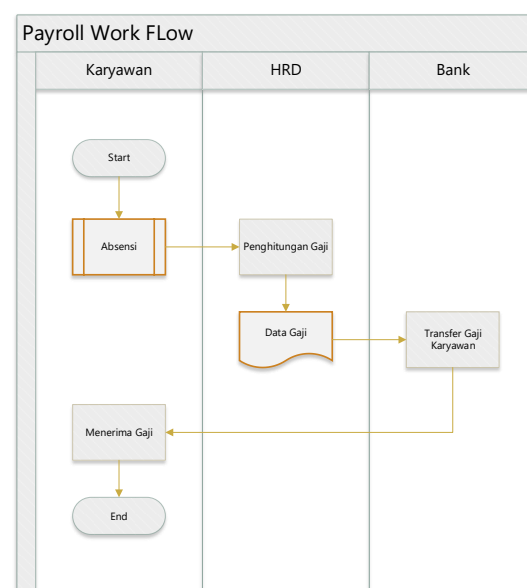 Payroll Work FLow
Karyawan
HRD
Bank
Start
Absensi
Penghitungan Gaji
Data Gaji
Transfer Gaji
Karyawan
Menerima Gaji
End